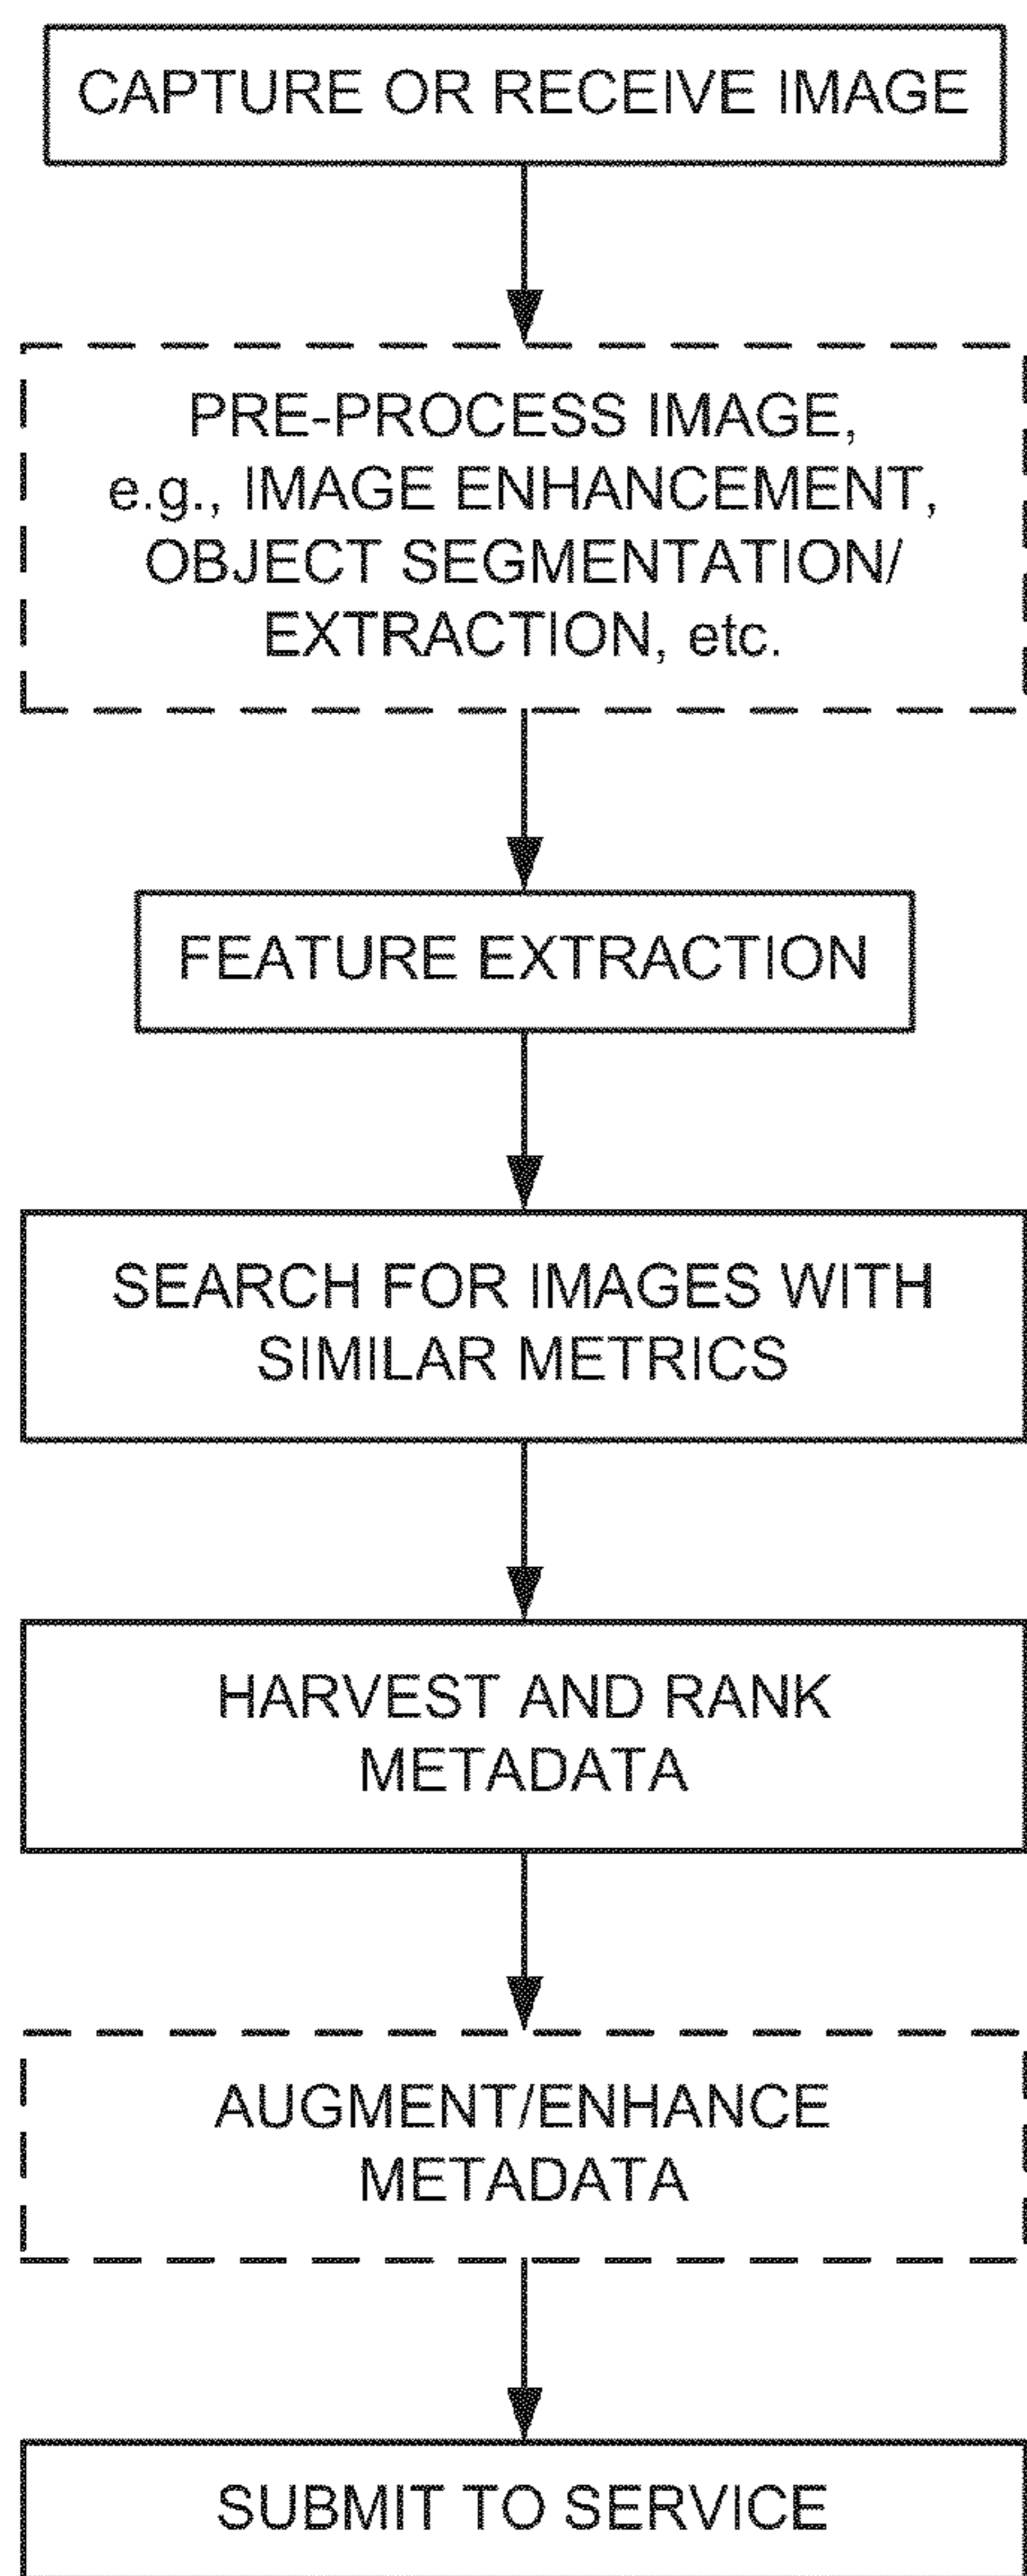 CAPTURE OR RECEIVE IMAGE
PRE-PROCESS IMAGE,
e.g., IMAGE ENHANCEMENT,
OBJECT SEGMENTATION/
EXTRACTION, etc.
FEATURE EXTRACTION
SEARCH FOR IMAGES WITH
SIMILAR METRICS
HARVEST AND RANK
METADATA
AUGMENT/ENHANCE
METADATA
SUBMIT TO SERVICE